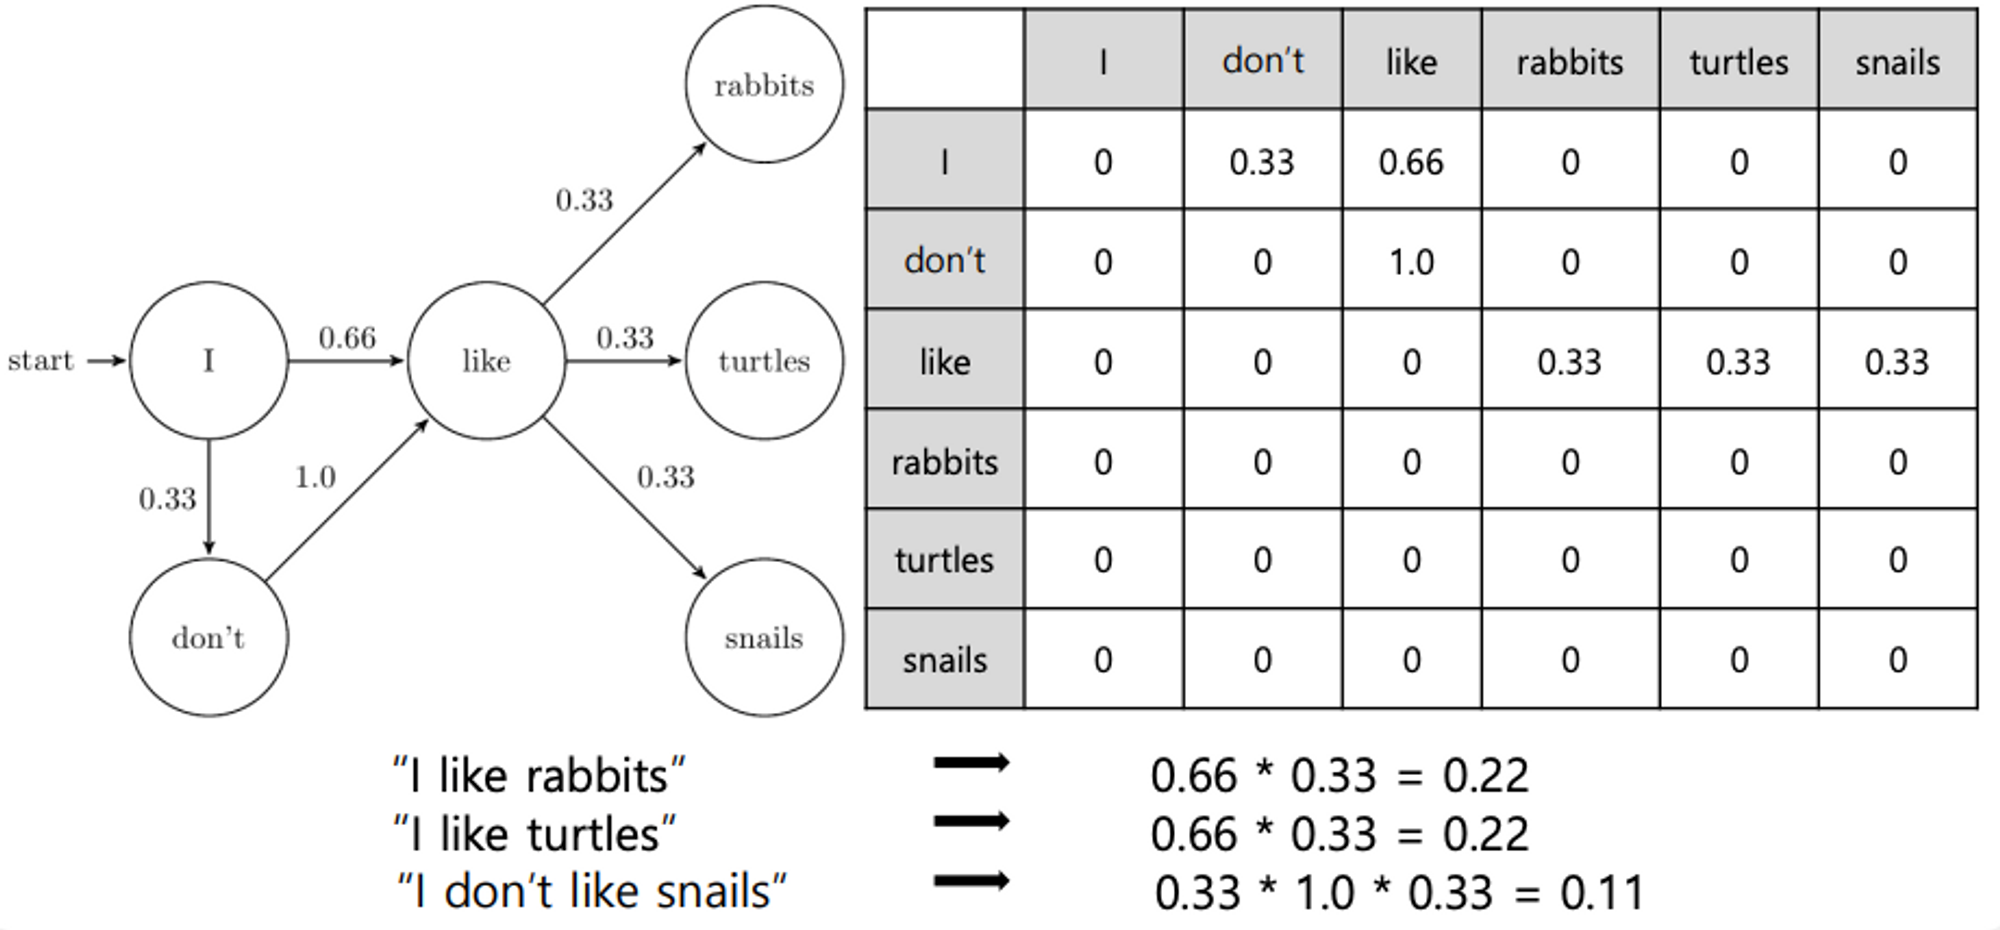 rabbits
0.33
start
I
0.66
like
0.33
turtles
0.33
1.0
0.33
don't
snails
I don't like rabbits turtles snails
I 0 0.33 0.66 0 0 0
don't 0 0 1.0 0 0 0
like 0 0 0 0.33 0.33 0.33
rabbits 0 0 0 0 0 0
turtles 0 0 0 0 0 0
snails 0 0 0 0 0 0
"I like rabbits" 0.66 * 0.33 = 0.22
"I like turtles" 0.66 * 0.33 = 0.22
"I don't like snails" 0.33 * 1.0 * 0.33 = 0.11